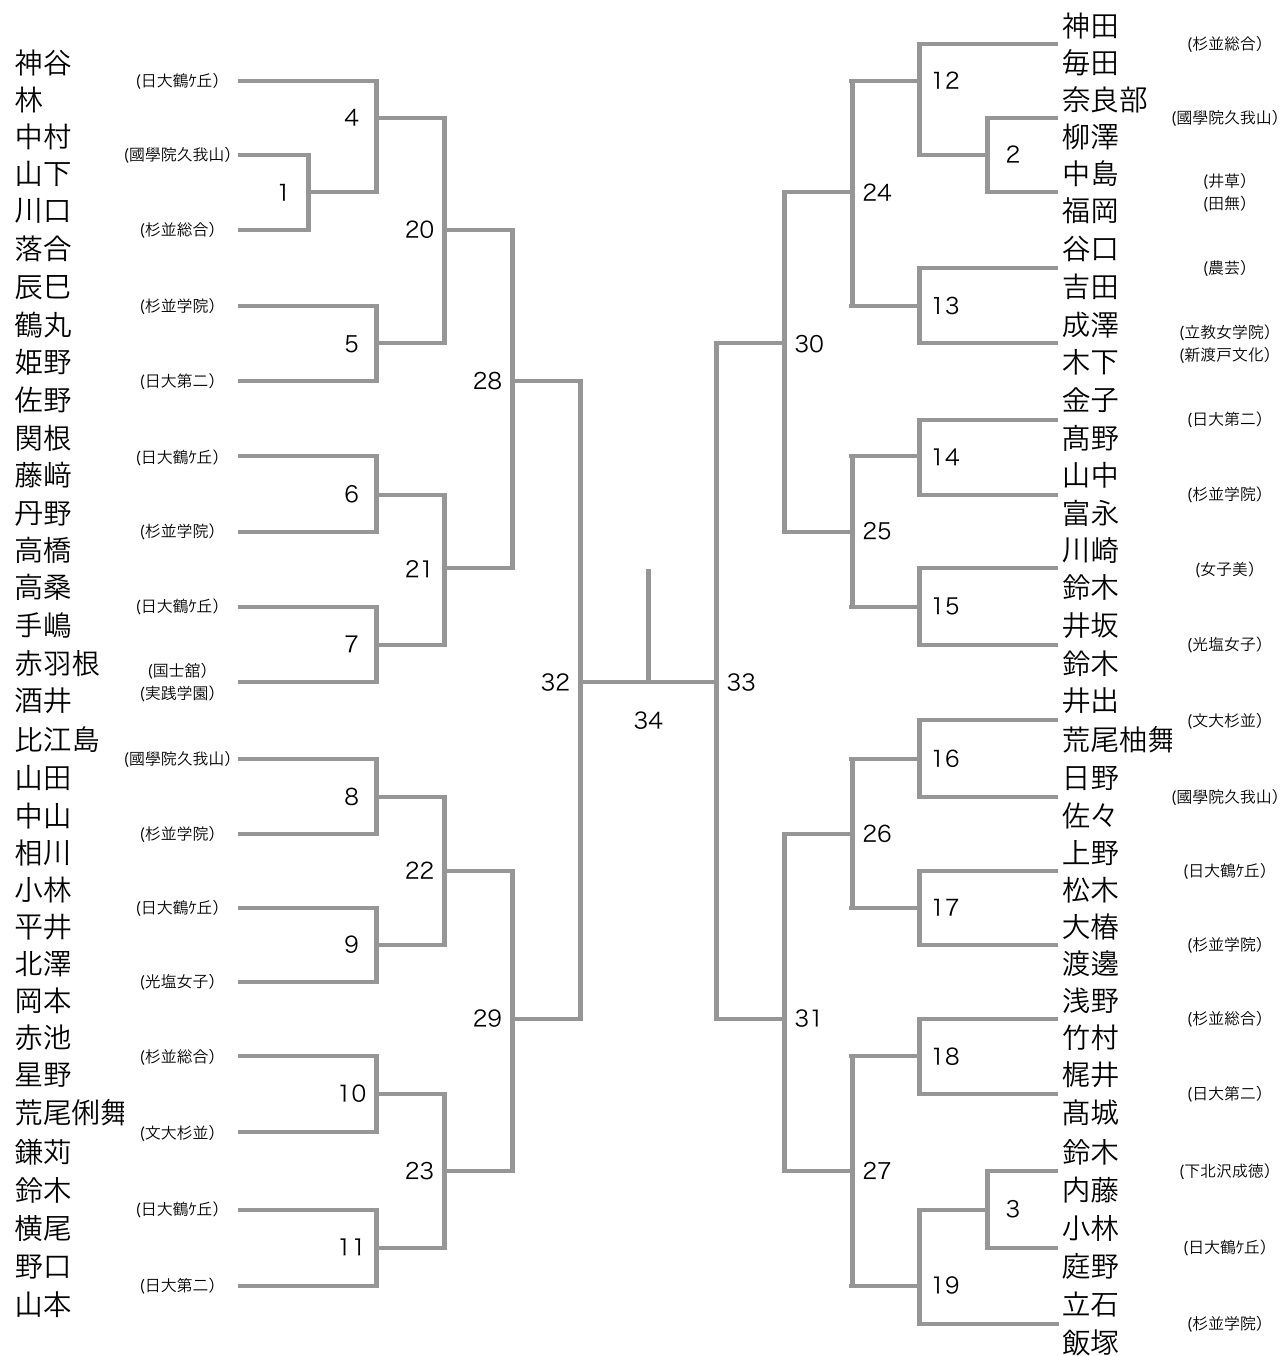 神谷
(日大鶴ケ丘)
林
4
中村
(國學院久我山)
山下
1
川口
(杉並総合)
落合
20
辰巳
(杉並学院)
鶴丸
5
姫野
(日大第二)
佐野
28
関根
(日大鶴ケ丘)
藤﨑
6
丹野
(杉並学院)
高橋
21
高桑
(日大鶴ケ丘)
手嶋
7
赤羽根
(国士舘)
(実践学園)
酒井
32
34
比江島
(國學院久我山)
山田
8
中山
(杉並学院)
相川
22
小林
(日大鶴ケ丘)
平井
9
北澤
(光塩女子)
岡本
29
赤池
(杉並総合)
星野
10
荒尾俐舞
(文大杉並)
鎌苅
23
鈴木
(日大鶴ケ丘)
横尾
11
野口
(日大第二)
山本
神田
(杉並総合)
毎田
12
奈良部
(國學院久我山)
柳澤
2
中島
(井草)
(田無)
福岡
24
谷口
(農芸)
吉田
13
成澤
(立教女学院)
(新渡戸文化)
木下
30
金子
(日大第二)
髙野
14
山中
(杉並学院)
富永
25
川崎
(女子美)
鈴木
15
井坂
(光塩女子)
鈴木
33
井出
(文大杉並)
荒尾柚舞
16
日野
(國學院久我山)
佐々
26
上野
(日大鶴ケ丘)
松木
17
大椿
(杉並学院)
渡邊
31
浅野
(杉並総合)
竹村
18
梶井
(日大第二)
髙城
27
鈴木
(下北沢成徳)
内藤
3
小林
(日大鶴ケ丘)
庭野
19
立石
(杉並学院)
飯塚